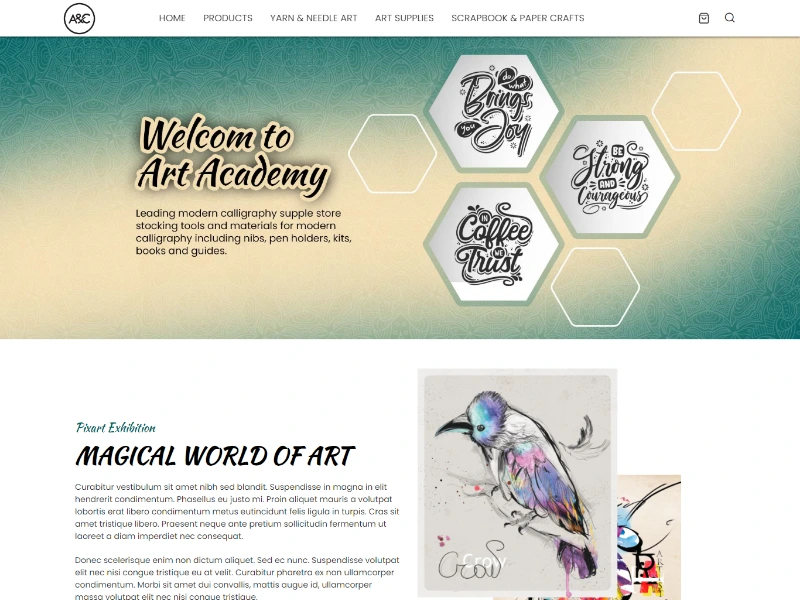 A&C
HOME PRODUCTS YARN & NEEDLE ART ART SUPPLIES SCRAPBOOK & PAPER CRAFTS
Welcom to
Art Academy
Leading modern calligraphy supple store
stocking tools and materials for modern
calligraphy including nibs, pen holders, kits,
books and guides.
do what
Brings
you Joy
BE
Strong
AND
Courageous
IN
Coffee
WE
Trust
Pixart Exhibition
MAGICAL WORLD OF ART
Curabitur vestibulum sit amet nibh sed blandit. Suspendisse in magna in elit
hendrerit condimentum. Phasellus eu justo mi. Proin aliquet mauris a volutpat
lobortis erat libero condimentum metus eutincidunt felis ligula in turpis. Cras sit
amet tristique libero. Praesent neque ante pretium sollicitudin fermentum ut
laoreet a diam imperdiet nec consequat.
Donec scelerisque enim non dictum aliquet. Sed ec nunc. Suspendisse volutpat
elit nec nisi congue tristique eu at velit. Curabitur pharetra ex non ullamcorper
condimentum. Morbi sit amet dui convallis, mattis augue id, ullamcorper
massa volutpat elit nec nisi congue tristique.
Crow